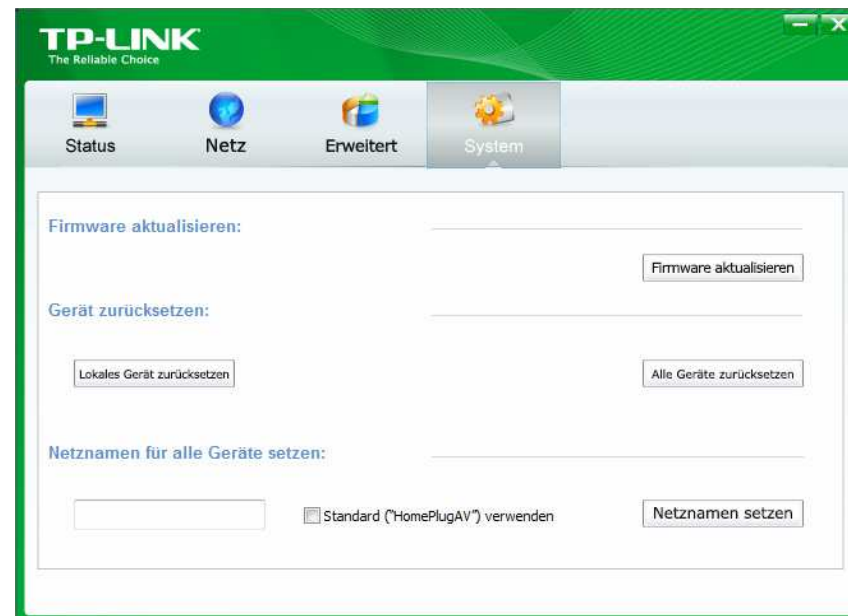 TP-LINK
The Reliable Choice
Status Netz Erweitert System
Firmware aktualisieren:
Firmware aktualisieren
Gerät zurücksetzen:
Lokales Gerät zurücksetzen Alle Geräte zurücksetzen
Netznamen für alle Geräte setzen:
Standard ("HomePlugAV") verwenden Netznamen setzen